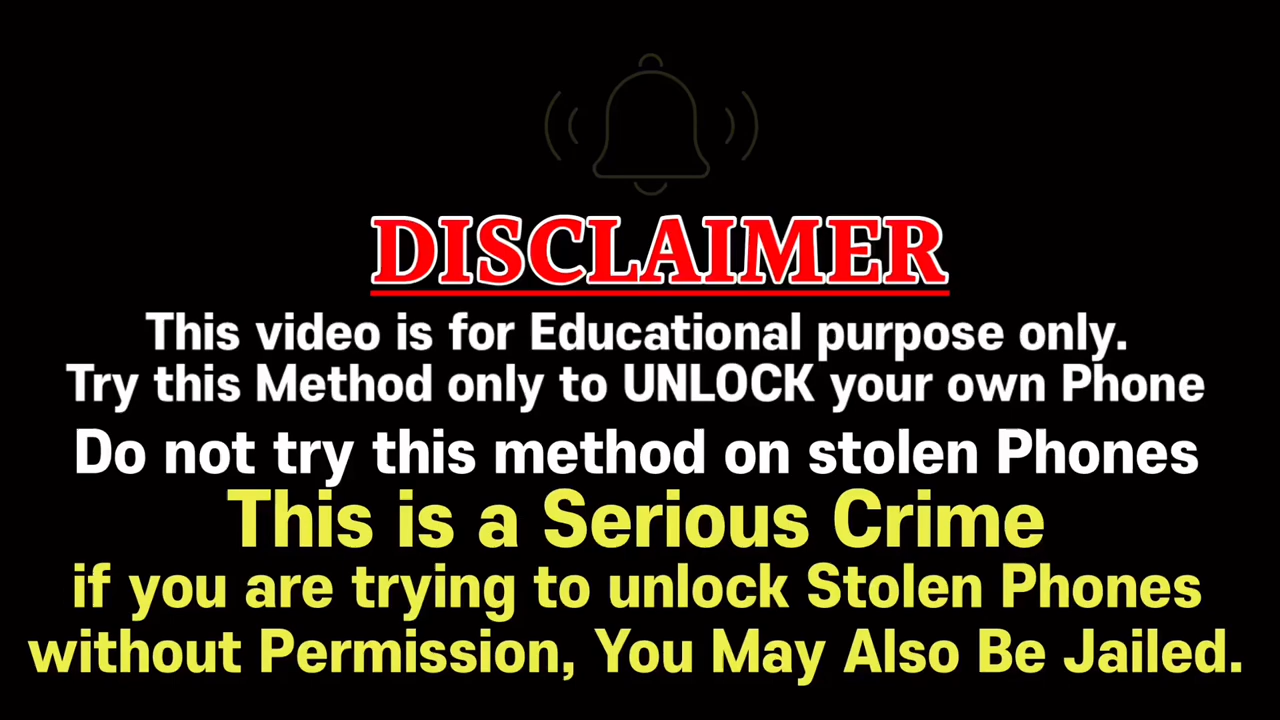 DISCLAIMER
This video is for Educational purpose only.
Try this Method only to UNLOCK your own Phone
Do not try this method on stolen Phones
This is a Serious Crime
if you are trying to unlock Stolen Phones
without Permission, You May Also Be Jailed.